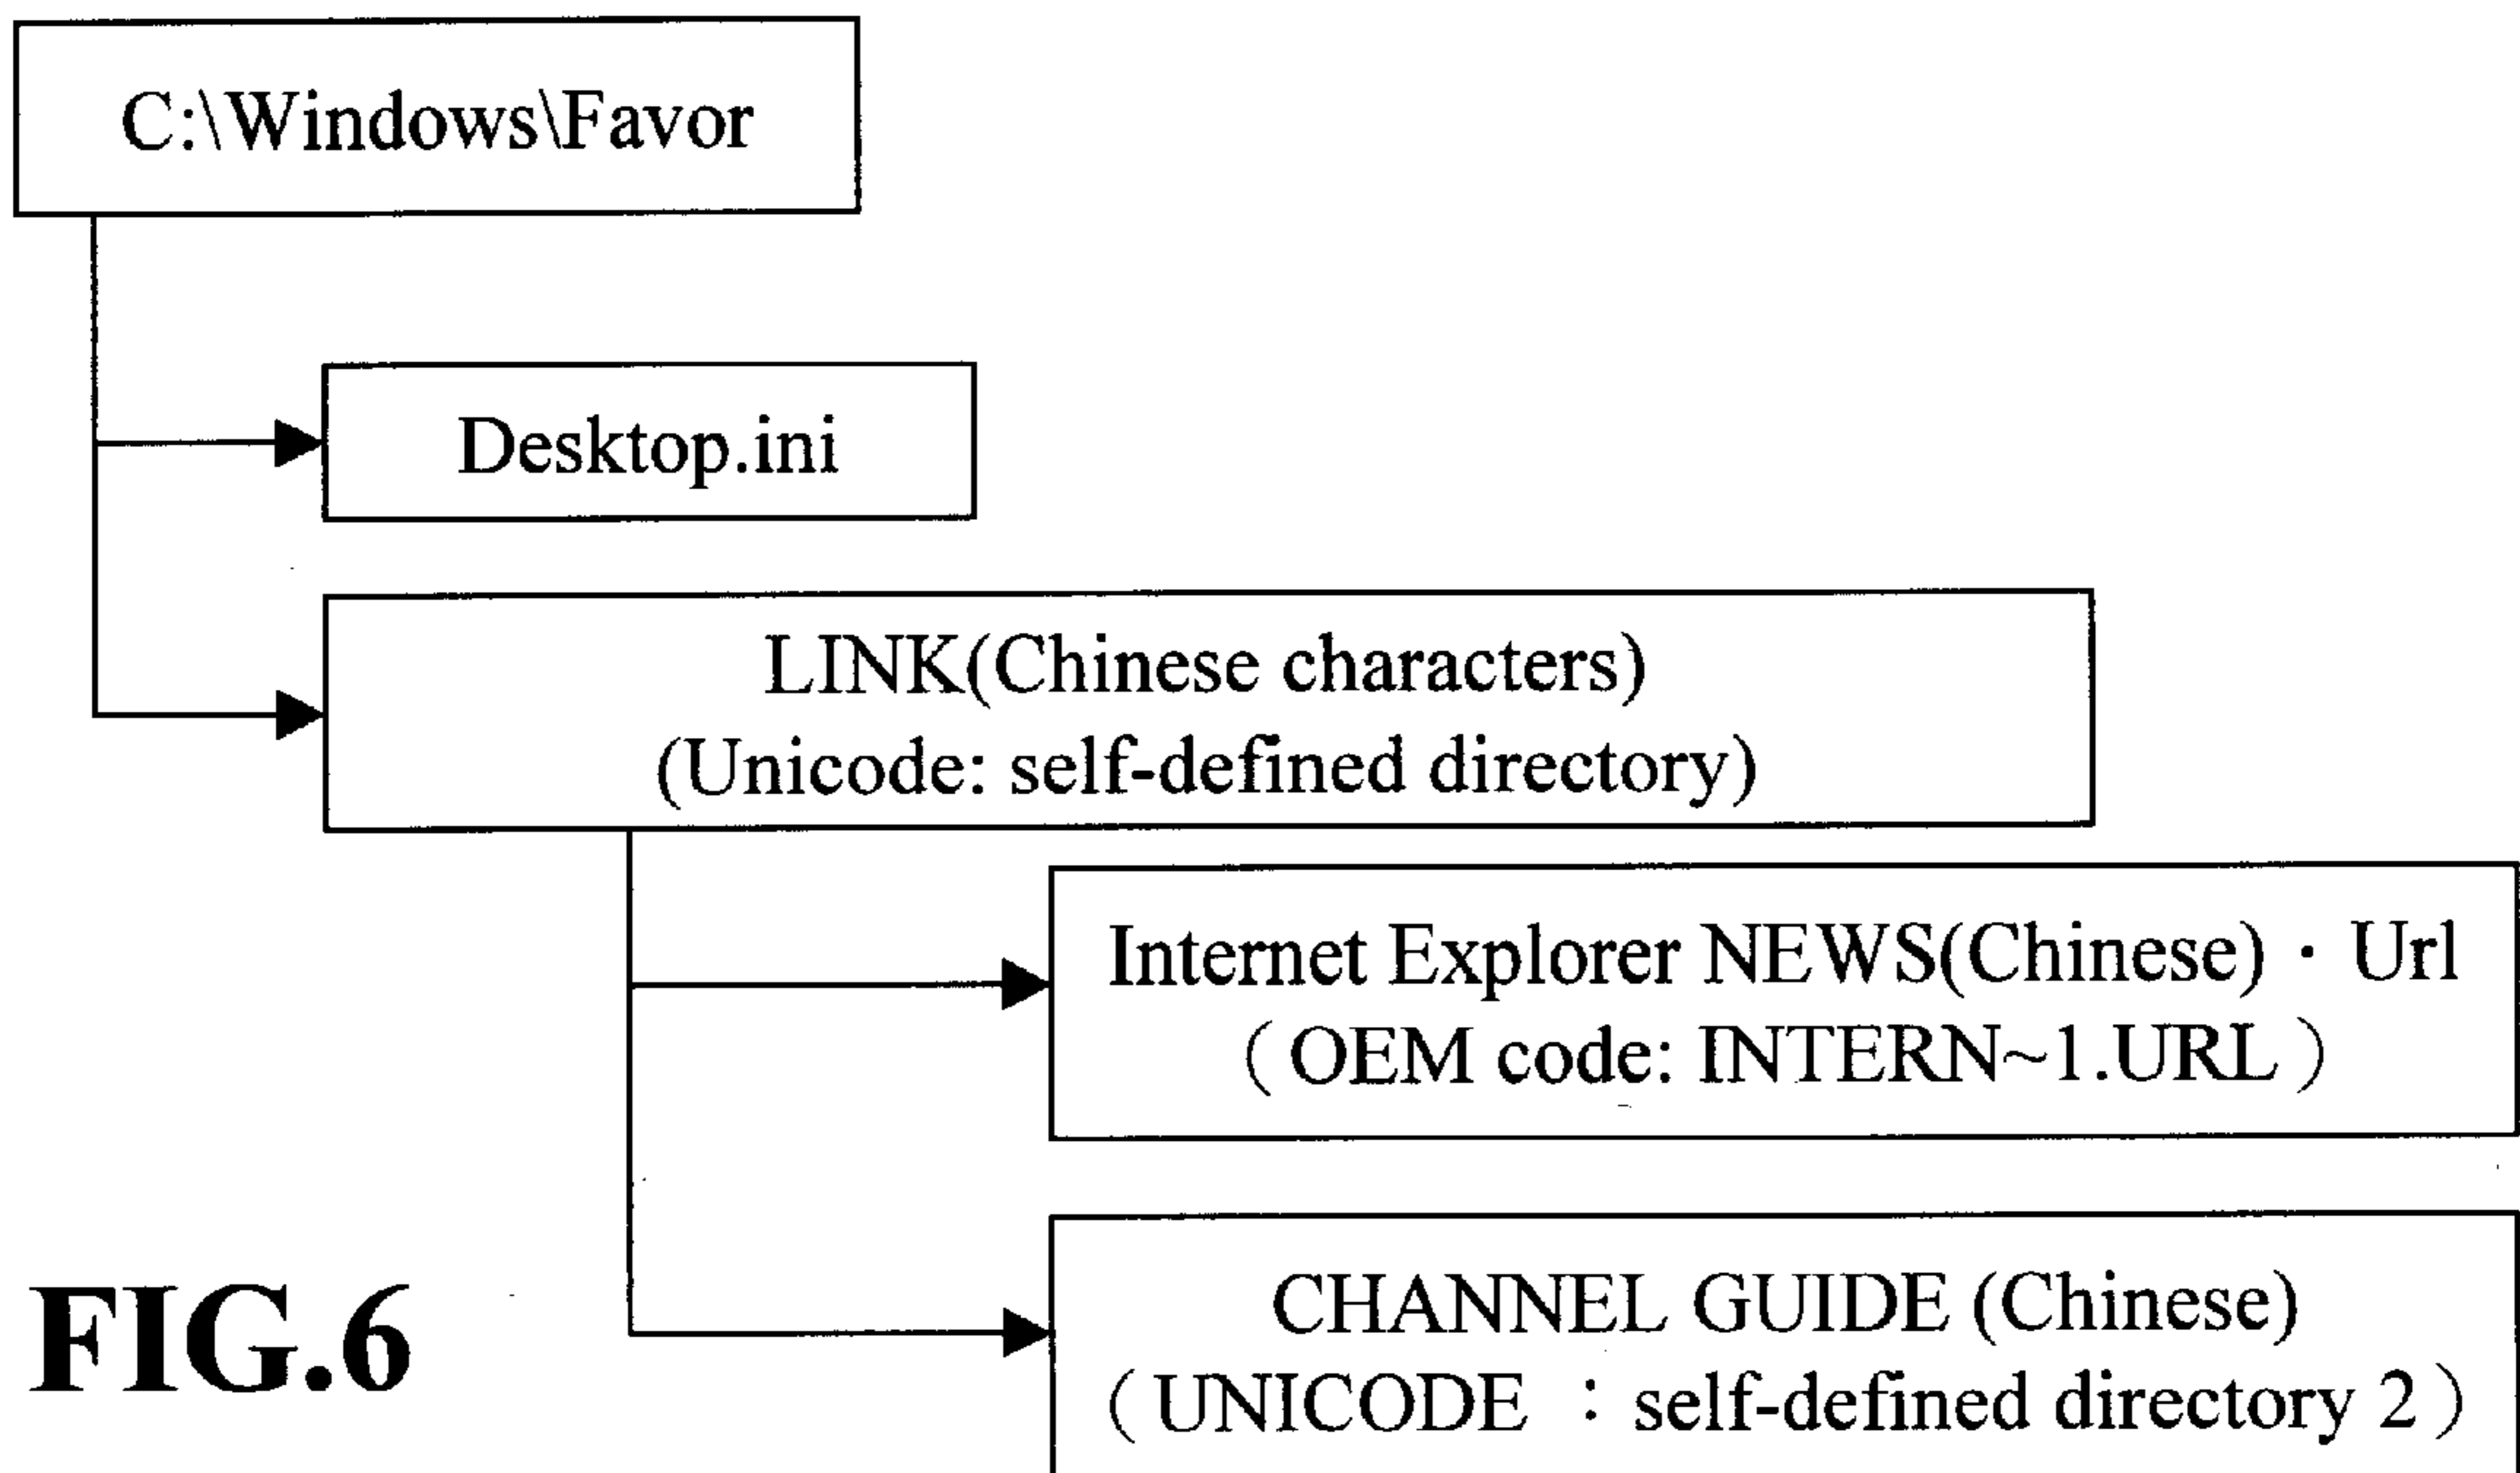 C:\Windows\Favor
Desktop.ini
LINK(Chinese characters)
(Unicode: self-defined directory)
Internet Explorer NEWS(Chinese)・Url
( OEM code: INTERN~1.URL )
CHANNEL GUIDE (Chinese)
( UNICODE : self-defined directory 2 )
FIG.6